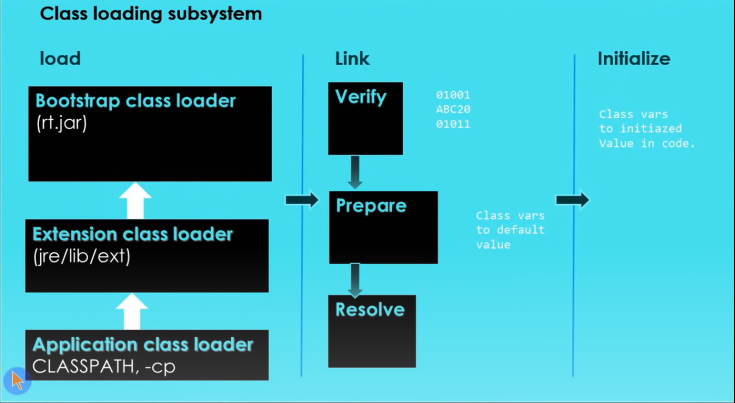 Class loading subsystem
load
Bootstrap class loader
(rt.jar)
Extension class loader
(jre/lib/ext)
Application class loader
CLASSPATH, -cp
Link
Verify
01001
ABC20
01011
Prepare
Class vars
to default
value
Resolve
Initialize
Class vars
to initiazed
Value in code.